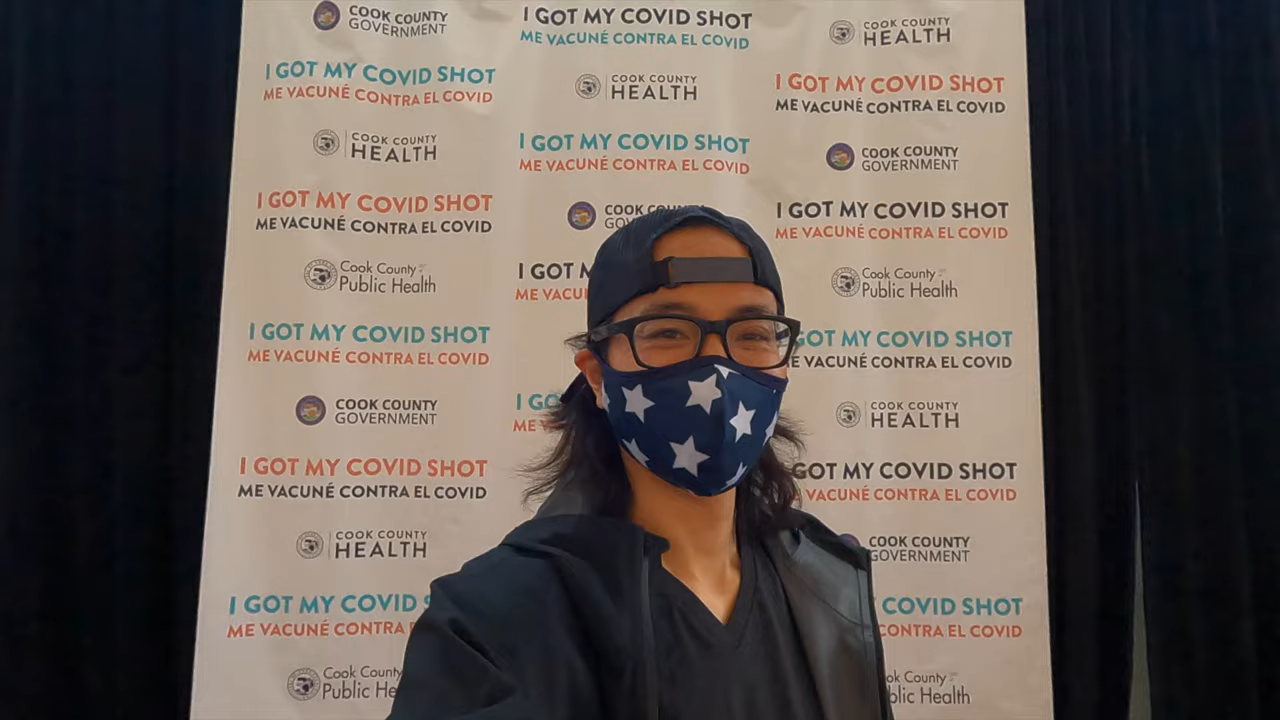 COOK COUNTY
GOVERNMENT
I GOT MY COVID SHOT
ME VACUNÉ CONTRA EL COVID
COOK COUNTY
HEALTH
I GOT MY COVID SHOT
ME VACUNÉ CONTRA EL COVID
COOK COUNTY
HEALTH
I GOT MY COVID SHOT
ME VACUNÉ CONTRA EL COVID
COOK COUNTY
HEALTH
I GOT MY COVID SHOT
ME VACUNÉ CONTRA EL COVID
COOK COUNTY
GOVERNMENT
I GOT MY COVID SHOT
ME VACUNÉ CONTRA EL COVID
COOK COUNTY
I GOT MY COVID SHOT
ME VACUNÉ CONTRA EL COVID
Cook County
Public Health
I GOT
Cook County
Public Health
I GOT MY COVID SHOT
ME VACUNÉ CONTRA EL COVID
GOT MY COVID SHOT
ME VACUNÉ CONTRA EL COVID
COOK COUNTY
GOVERNMENT
I
ME
COOK COUNTY
HEALTH
I GOT MY COVID SHOT
ME VACUNÉ CONTRA EL COVID
GOT MY COVID SHOT
VACUNÉ CONTRA EL COVID
COOK COUNTY
HEALTH
COOK COUNTY
GOVERNMENT
I GOT MY COVID
ME VACUNÉ CONTRA
COVID SHOT
CONTRA EL COVID
Cook County
Public
County
Health